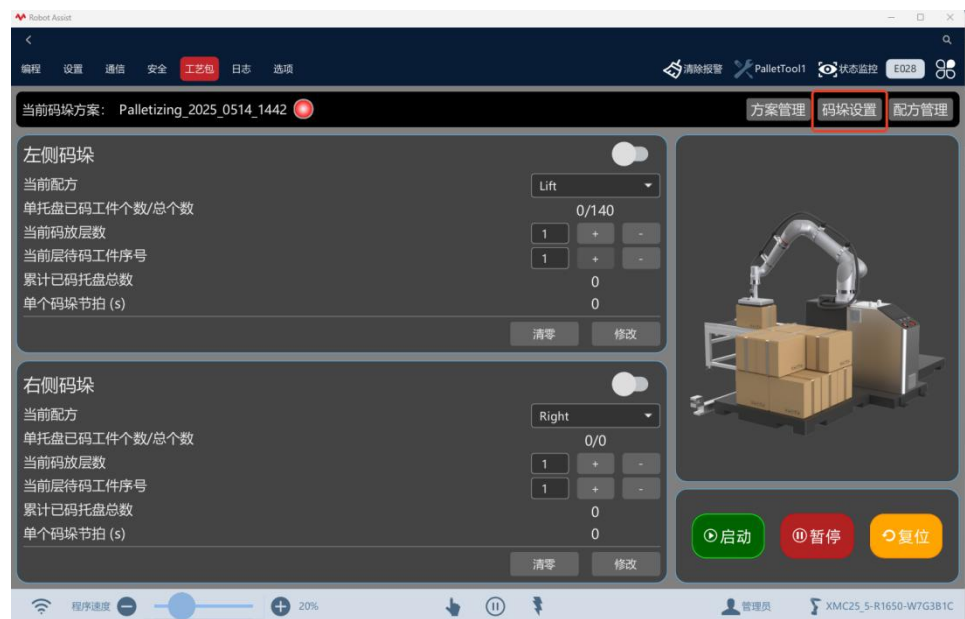 Robot Assist
编程 设置 通信 安全 工艺包 日志 选项 清除报警 PalletTool1 状态监控 E028
当前码垛方案: Palletizing_2025_0514_1442 方案管理 码垛设置 配方管理
左侧码垛
当前配方 Lift
单托盘已码工件个数/总个数 0/140
当前码放层数 1 + -
当前层待码工件序号 1 + -
累计已码托盘总数 0
单个码垛节拍 (s) 0
清零 修改
右侧码垛
当前配方 Right
单托盘已码工件个数/总个数 0/0
当前码放层数 1 + -
当前层待码工件序号 1 + -
累计已码托盘总数 0
单个码垛节拍 (s) 0
清零 修改
启动 暂停 复位
程序速度 20% 管理员 XMC25_5-R1650-W7G3B1C